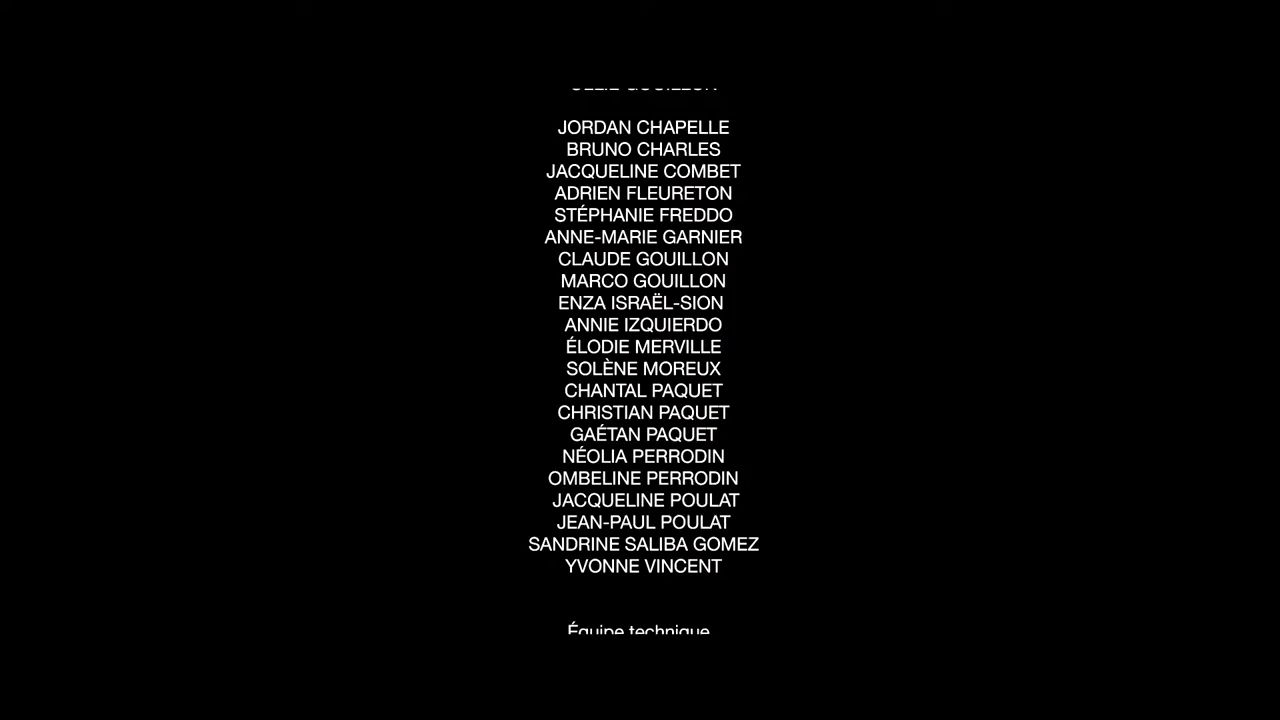 GOUILLON
JORDAN CHAPELLE
BRUNO CHARLES
JACQUELINE COMBET
ADRIEN FLEURETON
STÉPHANIE FREDDO
ANNE-MARIE GARNIER
CLAUDE GOUILLON
MARCO GOUILLON
ENZA ISRAËL-SION
ANNIE IZQUIERDO
ÉLODIE MERVILLE
SOLÈNE MOREUX
CHANTAL PAQUET
CHRISTIAN PAQUET
GAÉTAN PAQUET
NÉOLIA PERRODIN
OMBELINE PERRODIN
JACQUELINE POULAT
JEAN-PAUL POULAT
SANDRINE SALIBA GOMEZ
YVONNE VINCENT
Équipe technique